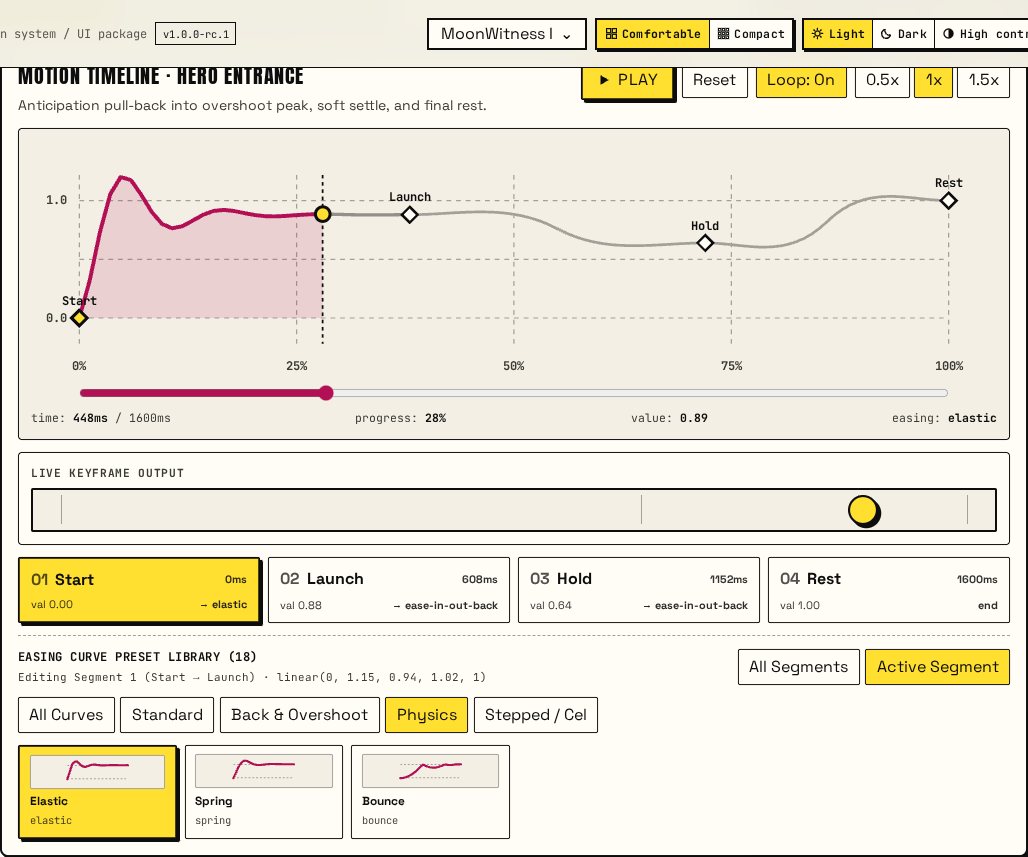 n system / UI package v1.0.0-rc.1 MoonWitness I Comfortable Compact Light Dark High contr
MOTION TIMELINE · HERO ENTRANCE
Anticipation pull-back into overshoot peak, soft settle, and final rest.
PLAY Reset Loop: On 0.5x 1x 1.5x
Rest
Launch
1.0
Hold
Start
0.0
0% 25% 50% 75% 100%
time: 448ms / 1600ms progress: 28% value: 0.89 easing: elastic
LIVE KEYFRAME OUTPUT
01 Start 0ms
val 0.00 → elastic
02 Launch 608ms
val 0.88 → ease-in-out-back
03 Hold 1152ms
val 0.64 → ease-in-out-back
04 Rest 1600ms
val 1.00 end
EASING CURVE PRESET LIBRARY (18)
Editing Segment 1 (Start → Launch) · linear(0, 1.15, 0.94, 1.02, 1)
All Segments Active Segment
All Curves Standard Back & Overshoot Physics Stepped / Cel
Elastic
elastic
Spring
spring
Bounce
bounce